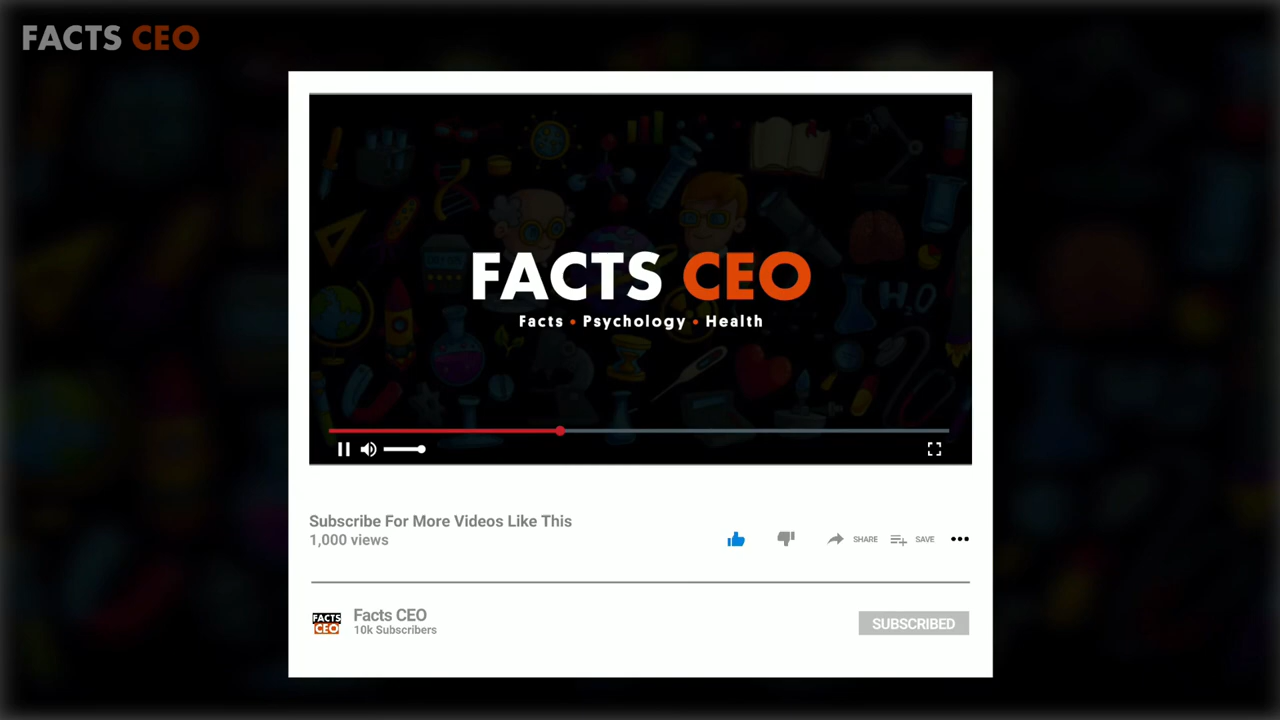 FACTS CEO
FACTS CEO
Facts • Psychology • Health
H₂O
Subscribe For More Videos Like This
1,000 views
SHARE
SAVE
Facts CEO
10k Subscribers
FACTS
CEO
SUBSCRIBED